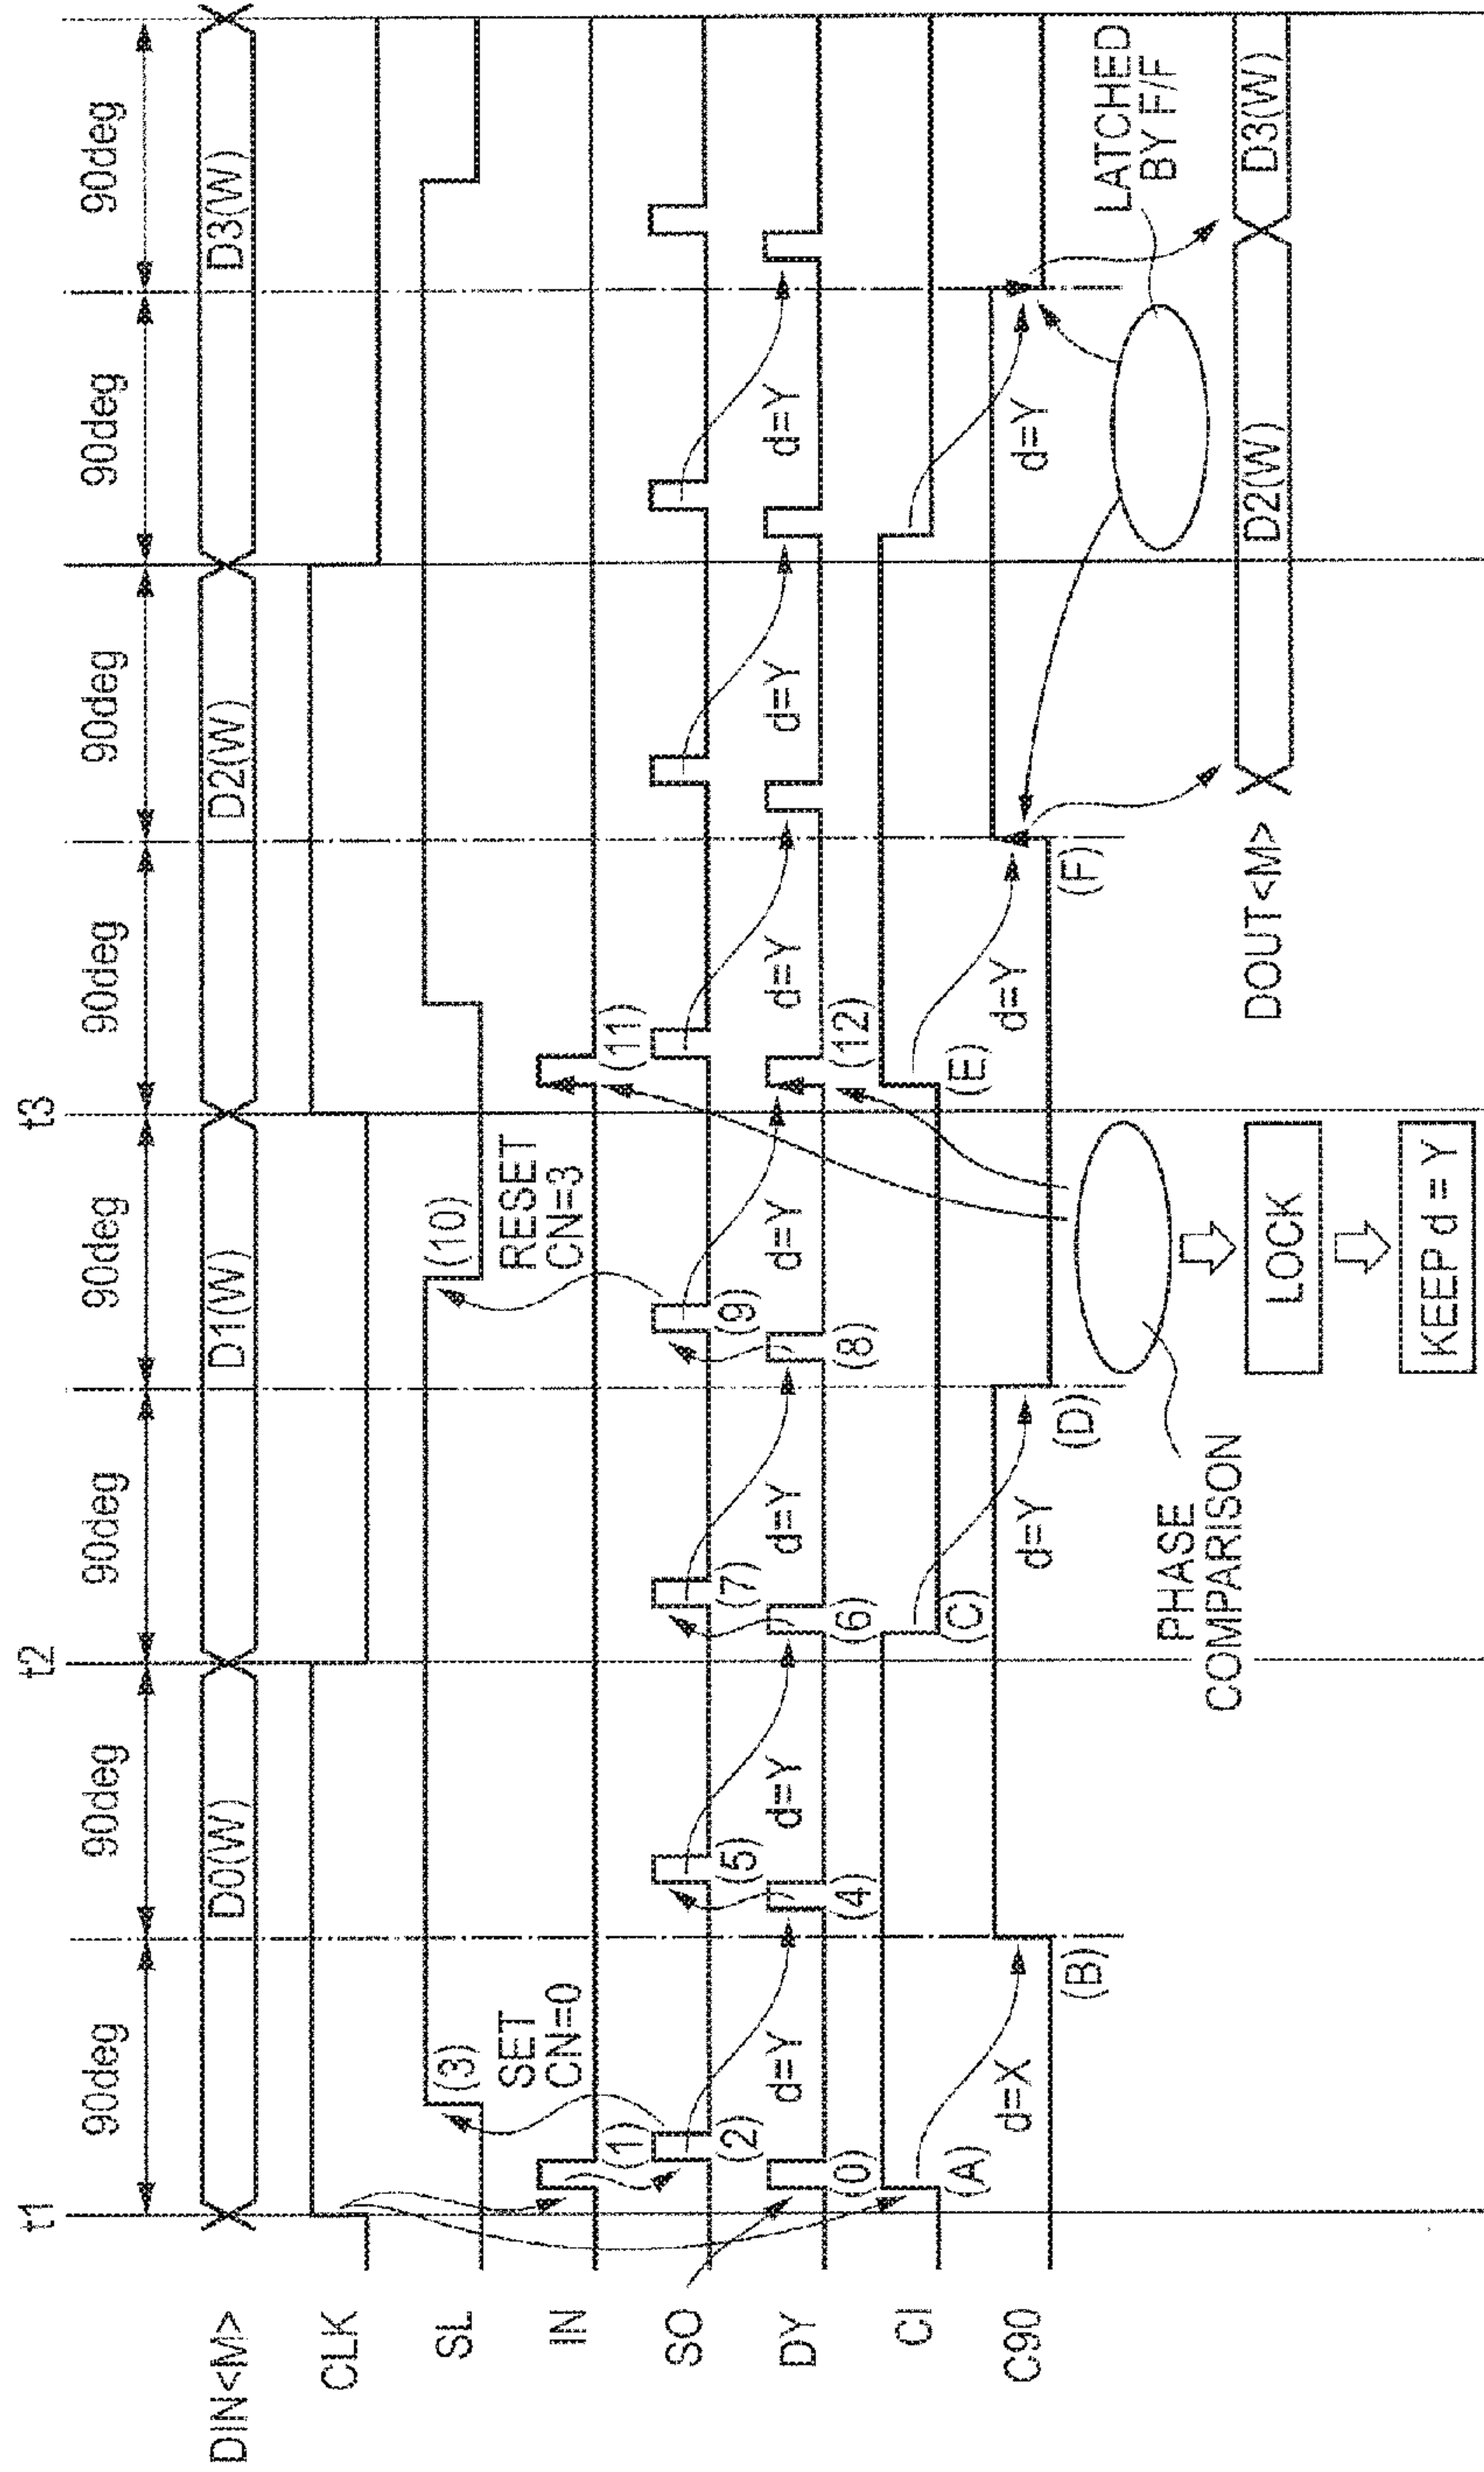 t1
t2
t3
90deg 90deg 90deg 90deg 90deg 90deg 90deg 90deg
DIN<M> D0(W) D1(W) D2(W) D3(W)
CLK
SL (3) (10)
SET
CN=0
RESET
CN=3
IN (1) (11)
SO (2) (5) (7) (9)
d=Y d=Y d=Y d=Y d=Y d=Y d=Y
DY (0) (4) (6) (8) (12)
CI (A) (C) (E)
d=X d=Y d=Y d=Y
C90 (B) (D) (F)
LATCHED
BY F/F
PHASE
COMPARISON
DOUT<M> D2(W) D3(W)
LOCK
KEEP d = Y